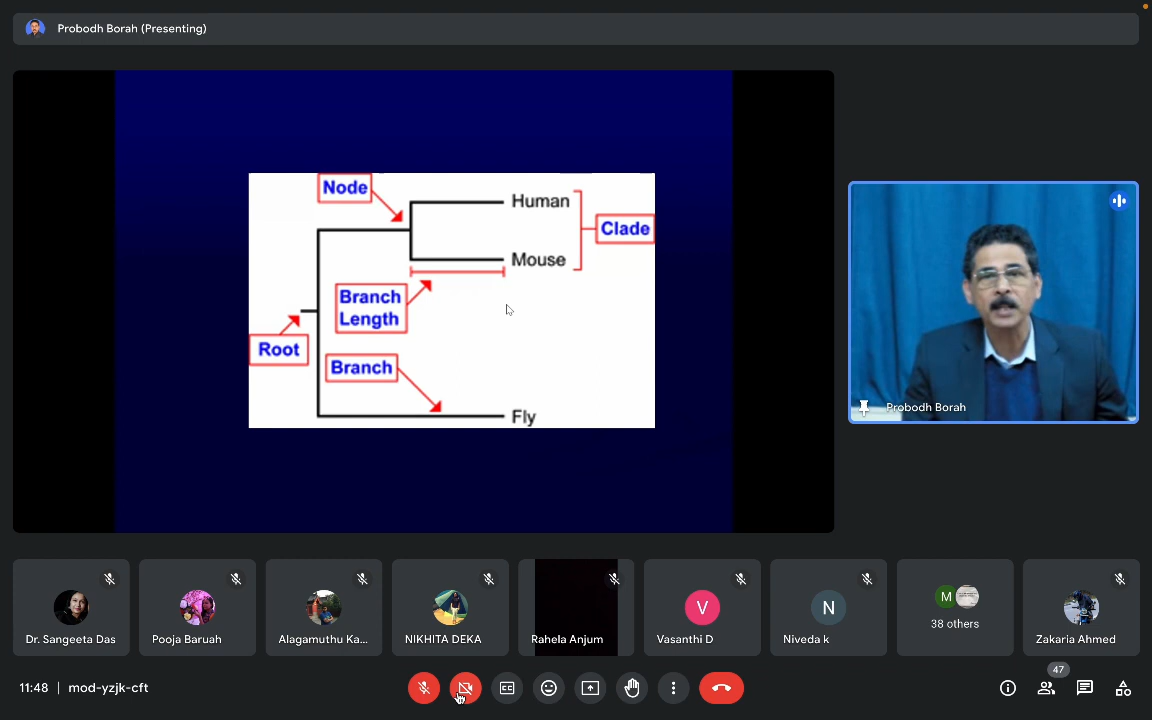 Probodh Borah (Presenting)
Node
Human
Clade
Mouse
Branch
Length
Root
Branch
Fly
Probodh Borah
Dr. Sangeeta Das
Pooja Baruah
Alagamuthu Ka...
NIKHITA DEKA
Rahela Anjum
V
Vasanthi D
N
Niveda k
M
38 others
Zakaria Ahmed
11:48 | mod-yzjk-cft
CC
47